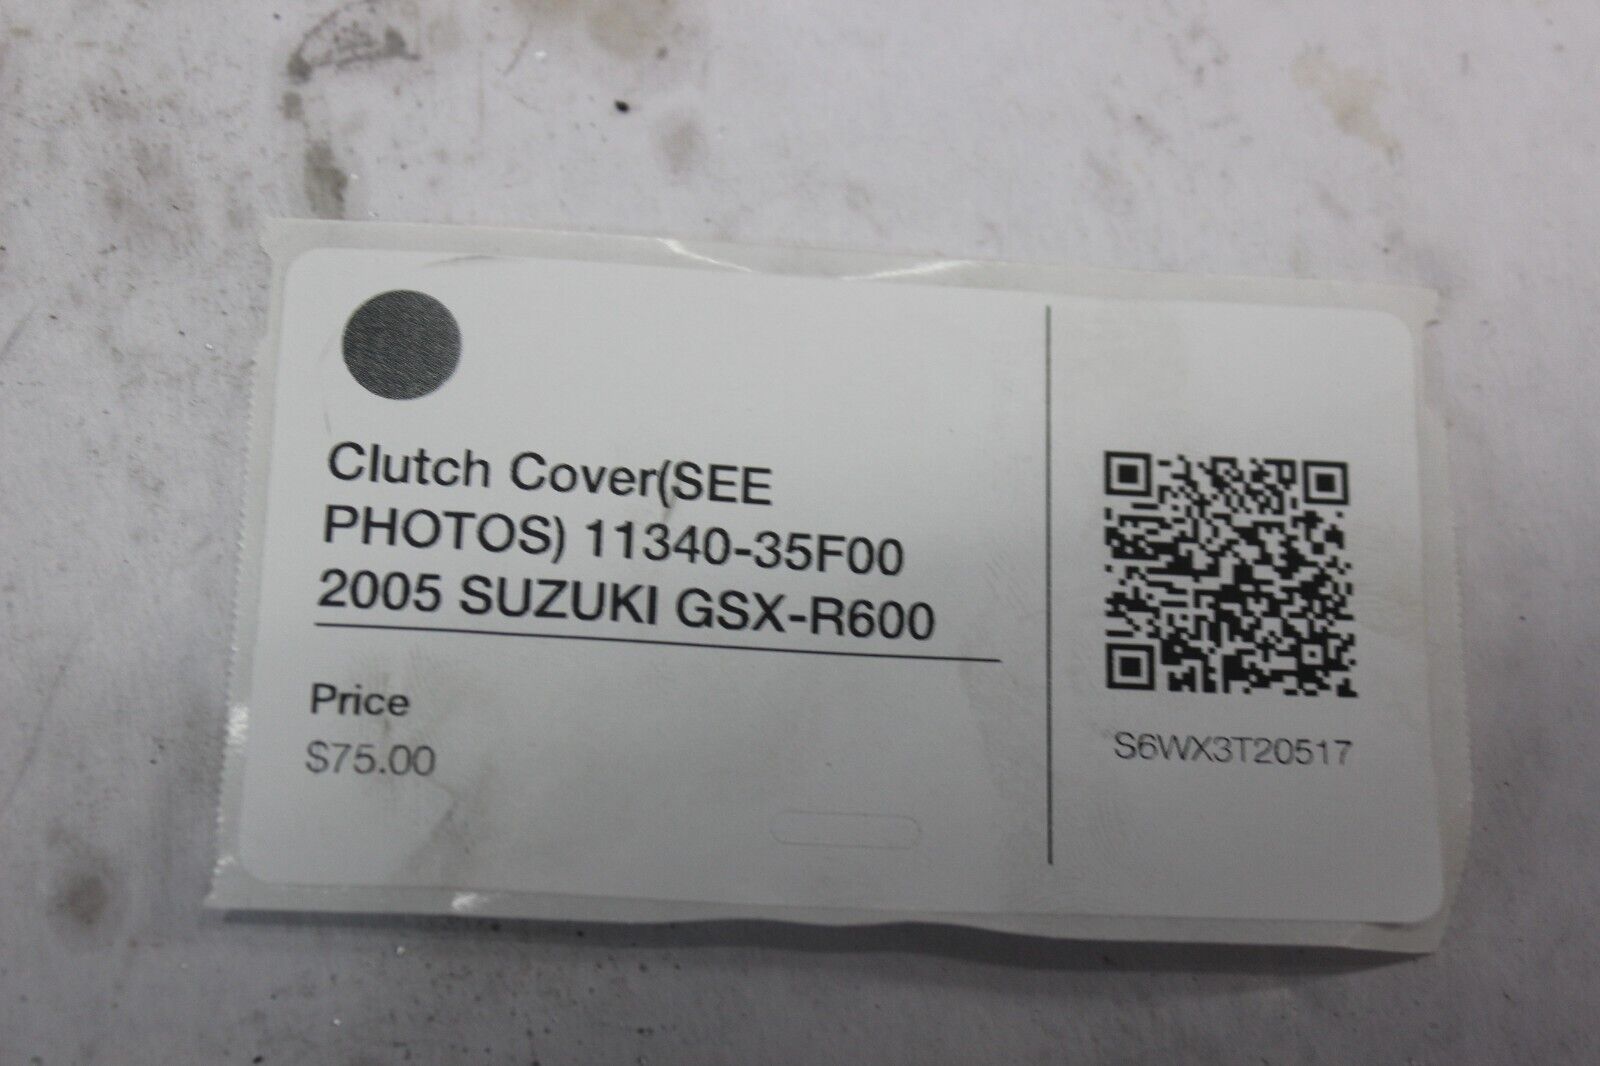 Clutch Cover(SEE
PHOTOS) 11340-35F00
2005 SUZUKI GSX-R600
Price
$75.00
S6WX3T20517